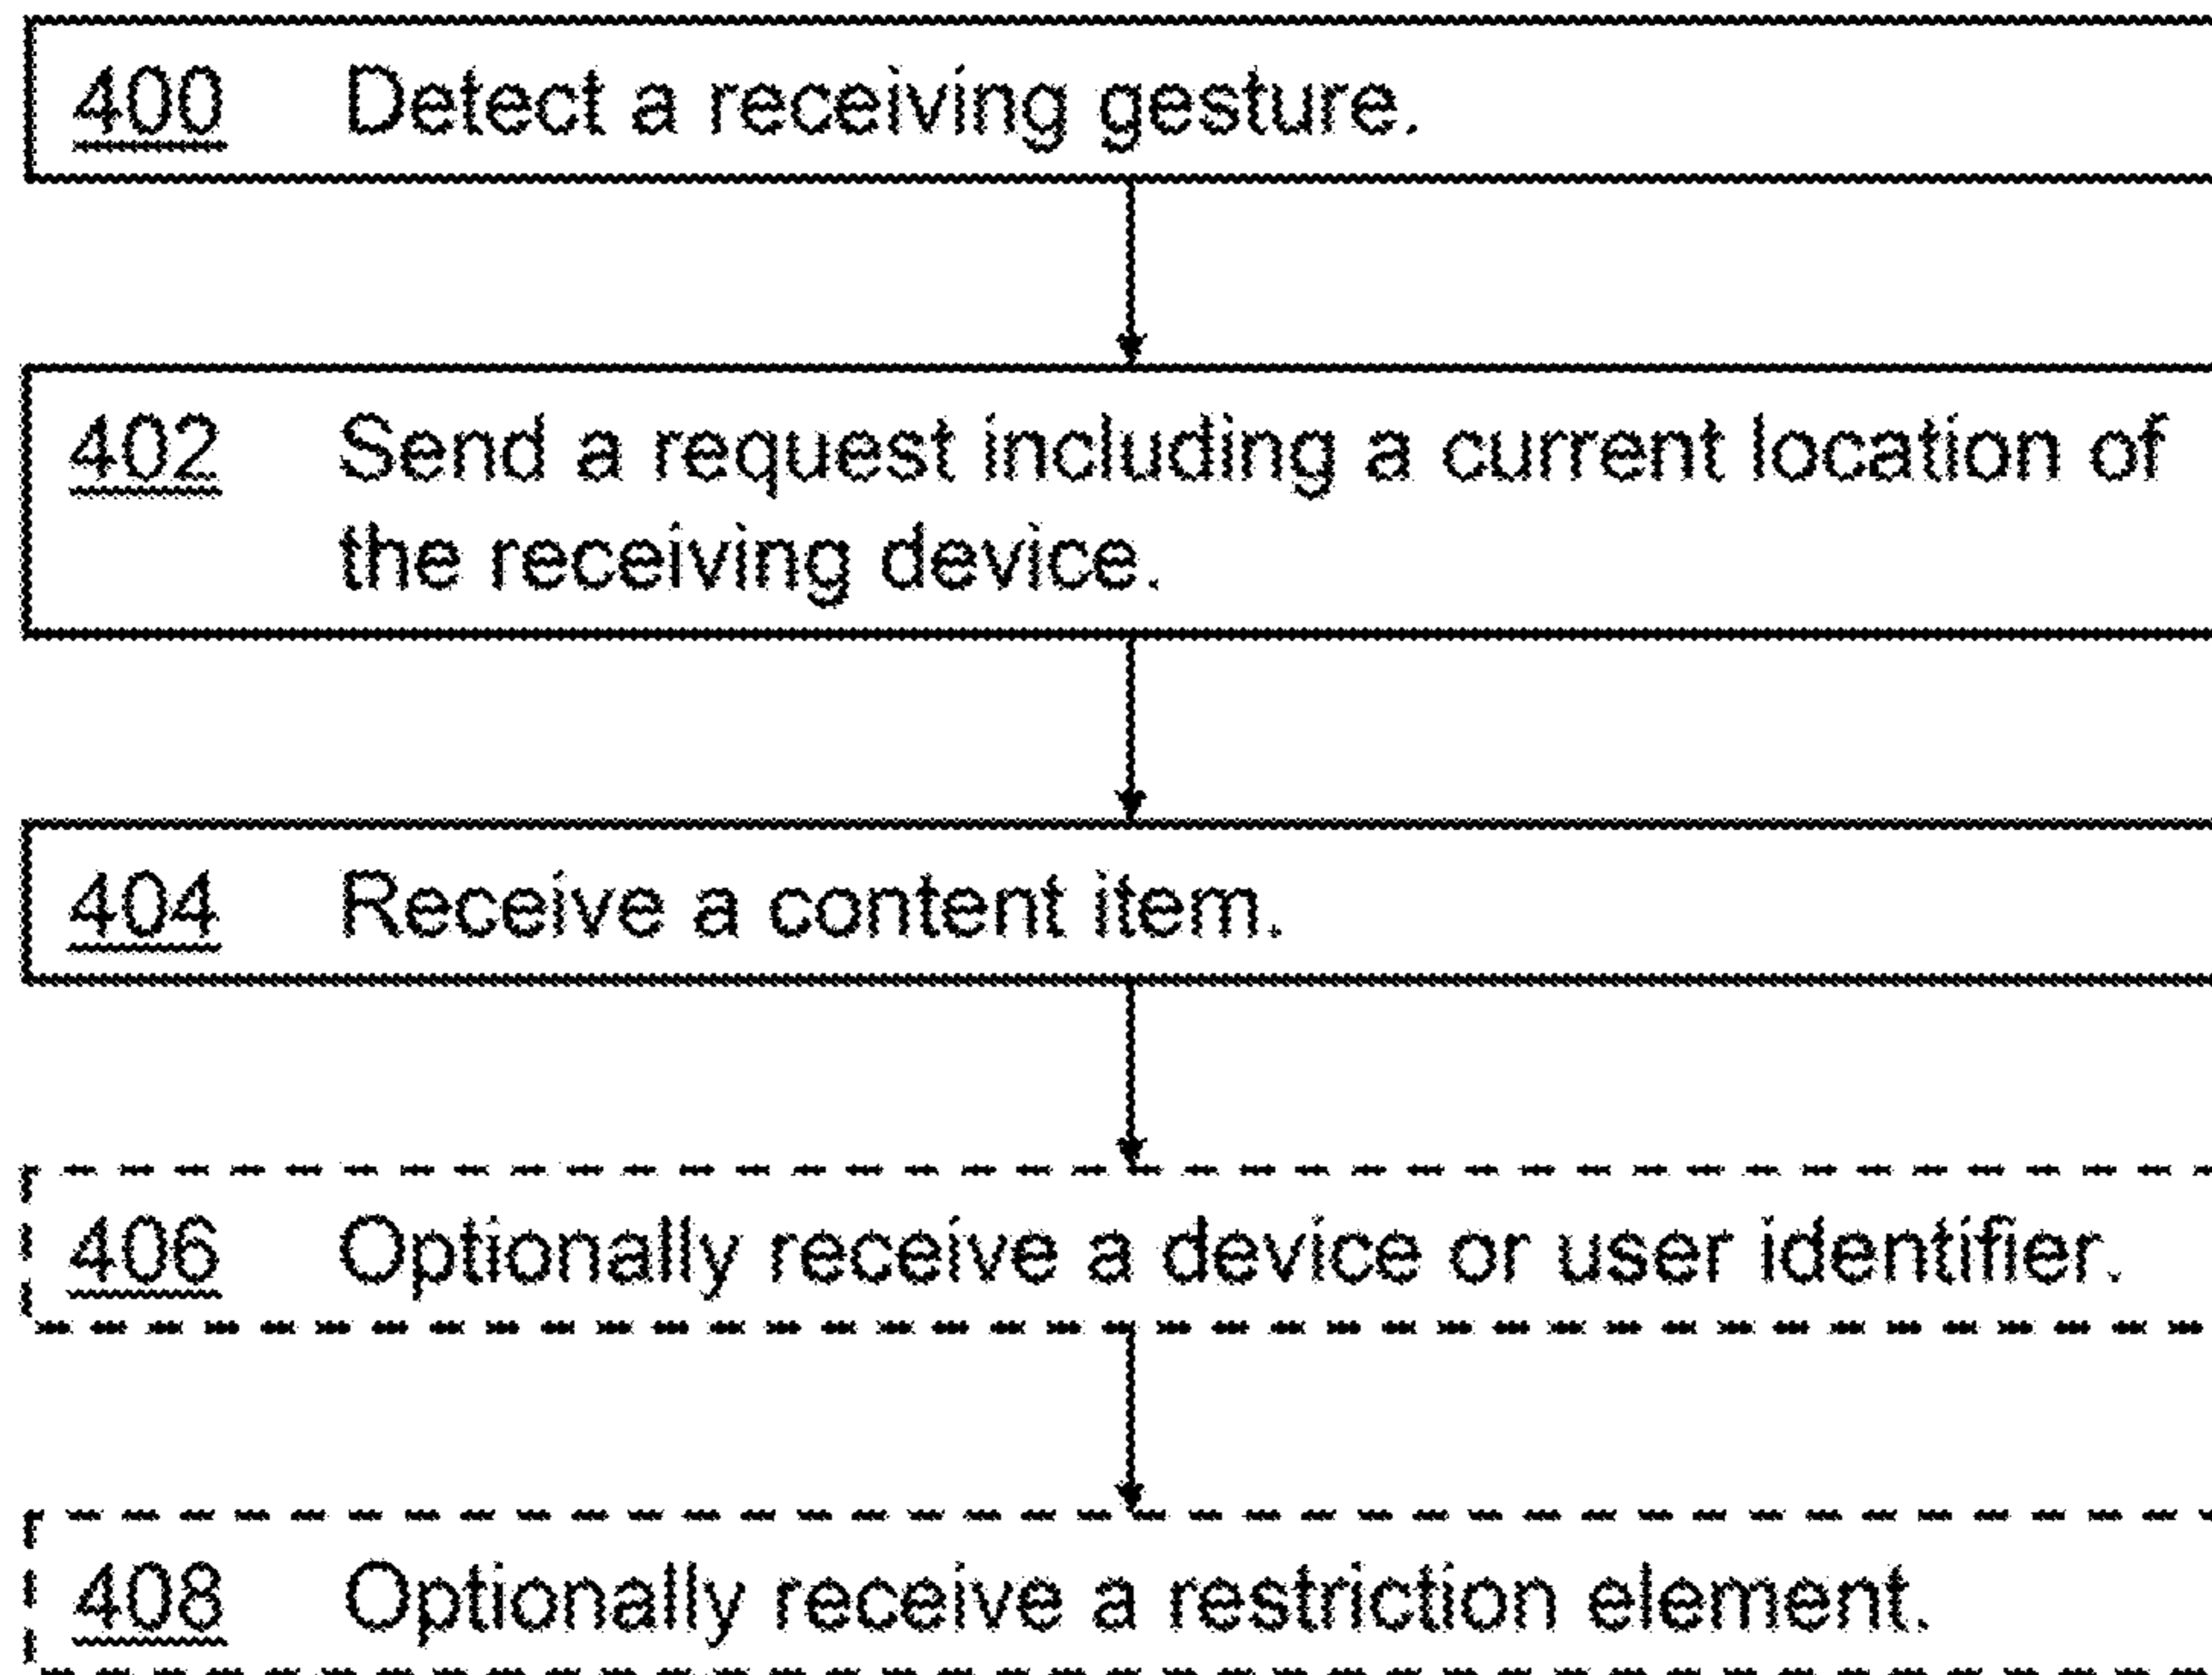 400 Detect a receiving gesture.
402 Send a request including a current location of
the receiving device.
404 Receive a content item.
406 Optionally receive a device or user identifier.
408 Optionally receive a restriction element.